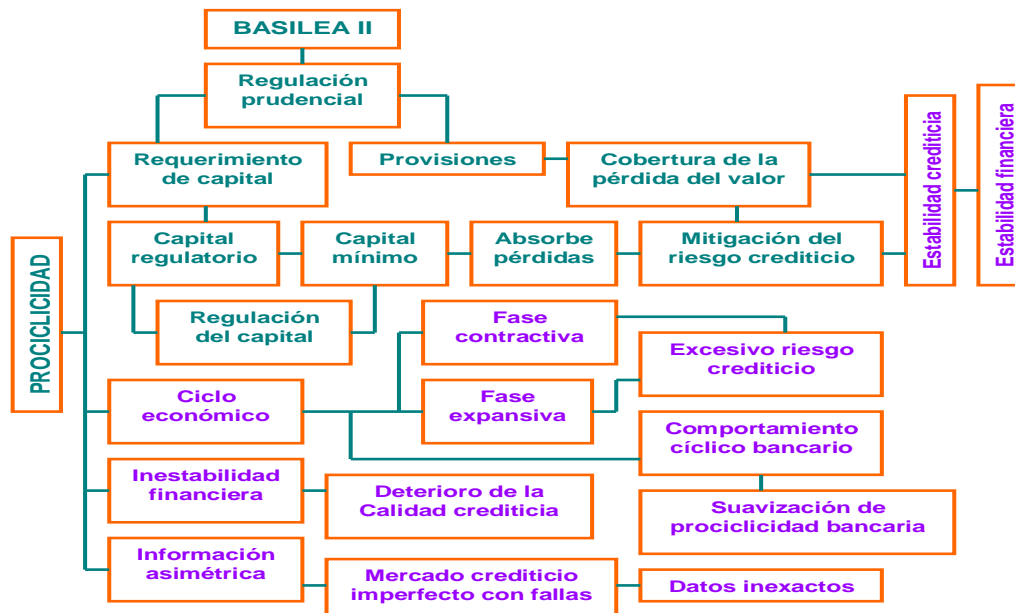 BASILEA II
Regulación
prudencial
Requerimiento
de capital
Provisiones
Cobertura de la
pérdida del valor
Estabilidad crediticia
Estabilidad financiera
PROCICLICIDAD
Capital
regulatorio
Capital
mínimo
Absorbe
pérdidas
Mitigación del
riesgo crediticio
Regulación
del capital
Fase
contractiva
Excesivo riesgo
crediticio
Ciclo
económico
Fase
expansiva
Comportamiento
cíclico bancario
Inestabilidad
financiera
Deterioro de la
Calidad crediticia
Suavización de
prociclicidad bancaria
Información
asimétrica
Mercado crediticio
imperfecto con fallas
Datos inexactos